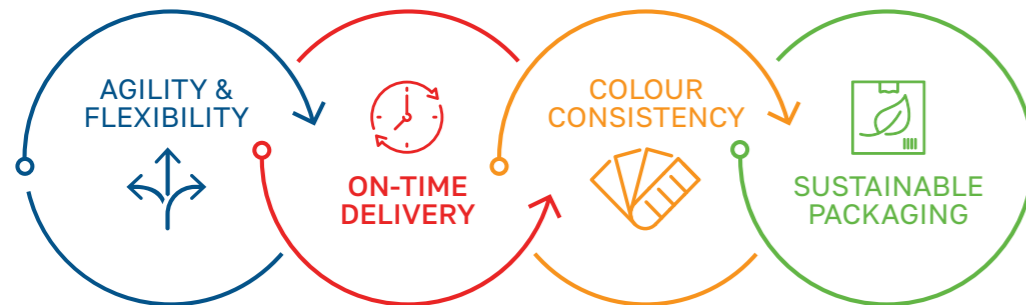 AGILITY &
FLEXIBILITY
ON-TIME
DELIVERY
COLOUR
CONSISTENCY
SUSTAINABLE
PACKAGING